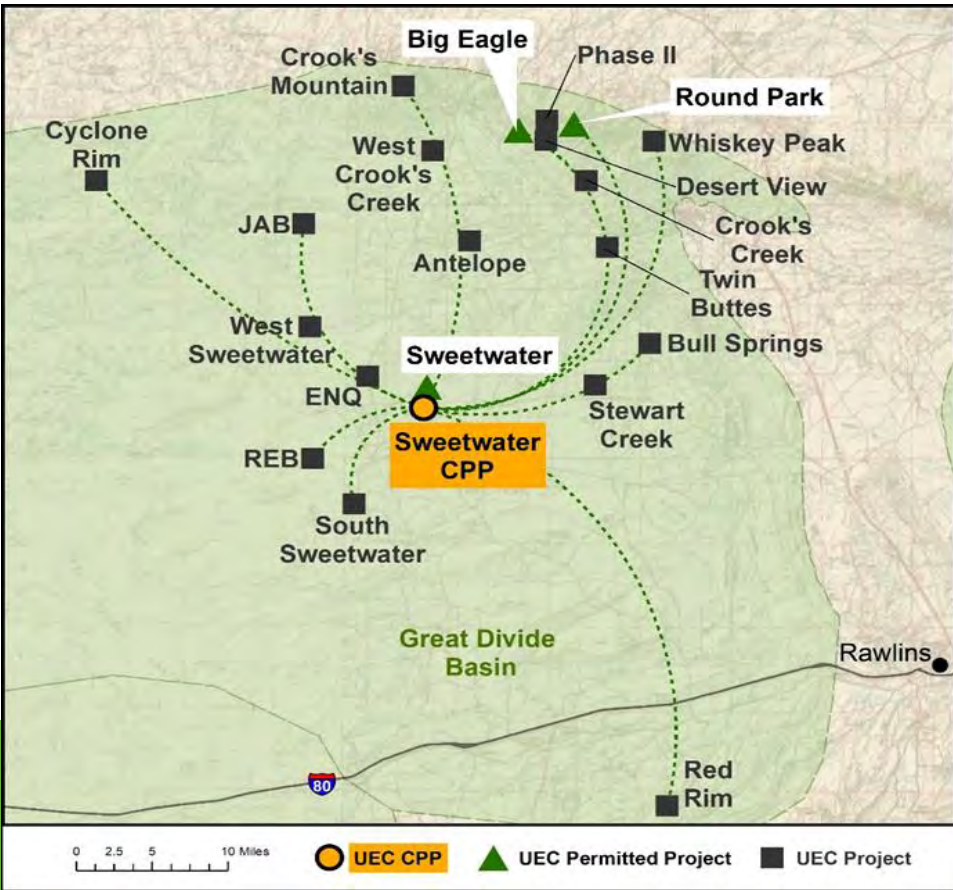 Big Eagle
Phase II
Crook's
Mountain
Round Park
Cyclone
Rim
West
Crook's
Creek
Whiskey Peak
Desert View
JAB
Antelope
Crook's
Creek
Twin
Buttes
West
Sweetwater
Bull Springs
Sweetwater
ENQ
Stewart
Creek
Sweetwater
CPP
REB
South
Sweetwater
Great Divide
Basin
Rawlins
Red
Rim
80
0 2.5 5 10 Miles
UEC CPP
UEC Permitted Project
UEC Project